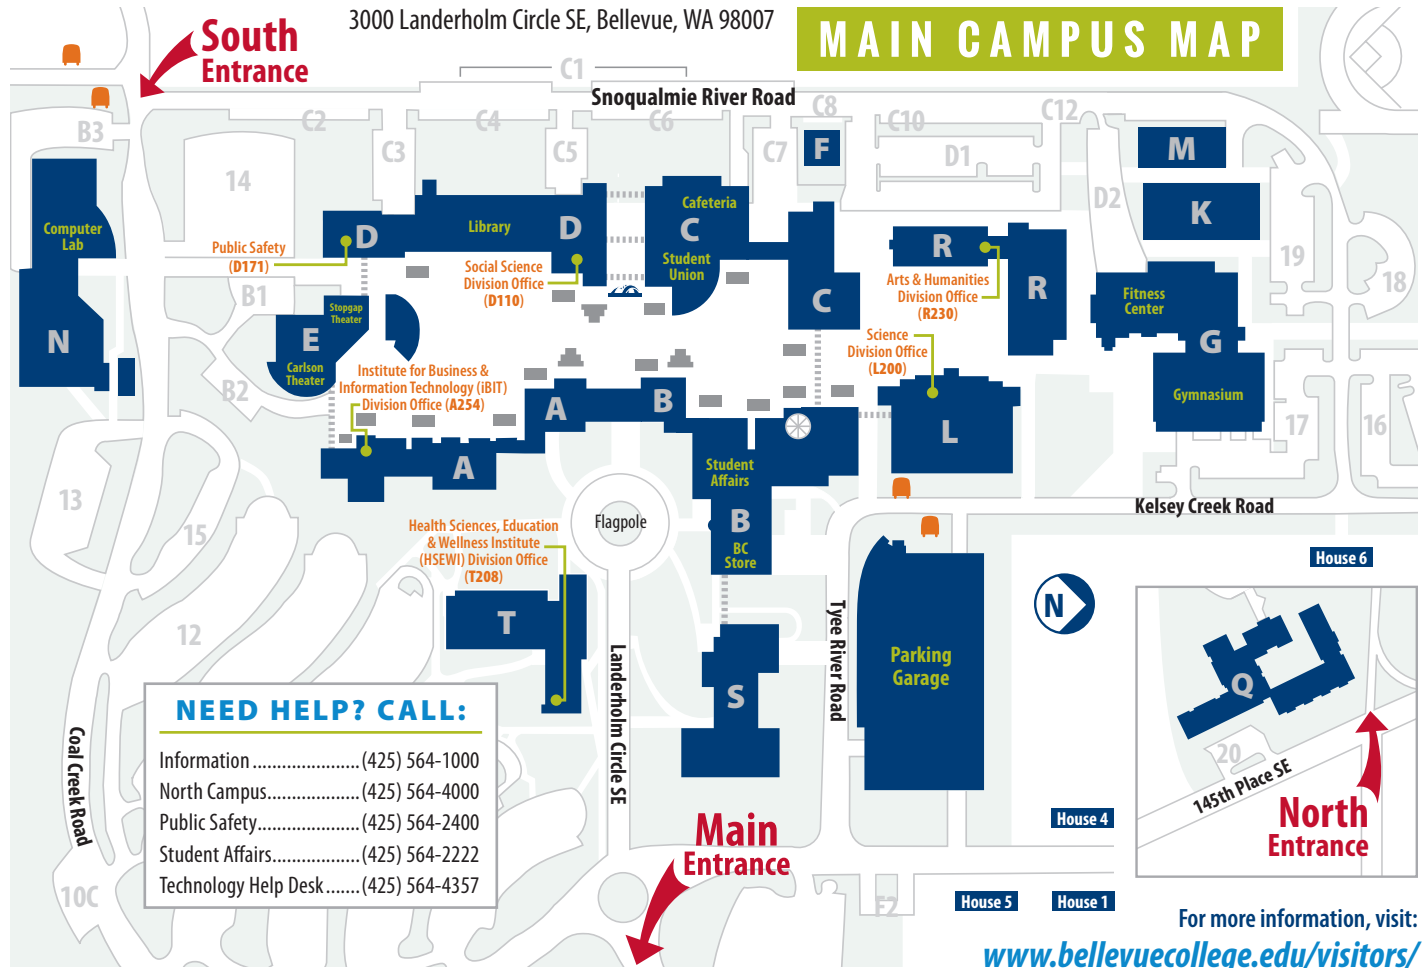 3000 Landerholm Circle SE, Bellevue, WA 98007
MAIN CAMPUS MAP
South
Entrance
C1
Snoqualmie River Road
B3
C2
C3
C4
C5
C6
C7
C8
C10
C12
F
D1
D2
M
K
14
19
18
Computer
Lab
N
Public Safety
(D171)
D
Library
D
Social Science
Division Office
(D110)
Cafeteria
C
Student
Union
C
R
R
Arts & Humanities
Division Office
(R230)
Science
Division Office
(L200)
Fitness
Center
G
Gymnasium
B1
B2
Stopgap
Theater
E
Carlson
Theater
Institute for Business &
Information Technology (iBIT)
Division Office (A254)
A
A
B
L
17
16
13
15
12
Student
Affairs
B
BC
Store
Flagpole
Kelsey Creek Road
Health Sciences, Education
& Wellness Institute
(HSEWI) Division Office
(T208)
T
S
Landerholm Circle SE
Tyee River Road
Parking
Garage
N
House 6
Q
20
145th Place SE
North
Entrance
Coal Creek Road
10C
NEED HELP? CALL:
Information.....................(425) 564-1000
North Campus.................(425) 564-4000
Public Safety....................(425) 564-2400
Student Affairs.................(425) 564-2222
Technology Help Desk.......(425) 564-4357
Main
Entrance
House 4
F2
House 5
House 1
For more information, visit:
www.bellevuecollege.edu/visitors/